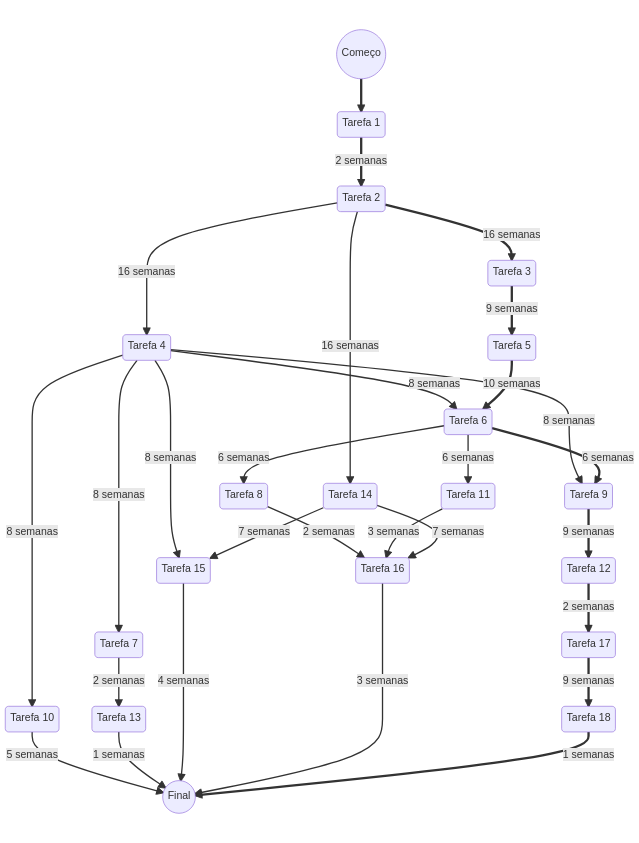 Começo
Tarefa 1
2 semanas
Tarefa 2
16 semanas
16 semanas
Tarefa 3
9 semanas
16 semanas
Tarefa 4
Tarefa 5
8 semanas
10 semanas
Tarefa 6
8 semanas
8 semanas
6 semanas
6 semanas
6 semanas
8 semanas
Tarefa 8
Tarefa 14
Tarefa 11
Tarefa 9
8 semanas
7 semanas
2 semanas
3 semanas
7 semanas
9 semanas
Tarefa 15
Tarefa 16
Tarefa 12
2 semanas
Tarefa 7
Tarefa 17
2 semanas
4 semanas
3 semanas
9 semanas
Tarefa 10
Tarefa 13
Tarefa 18
5 semanas
1 semanas
1 semanas
Final